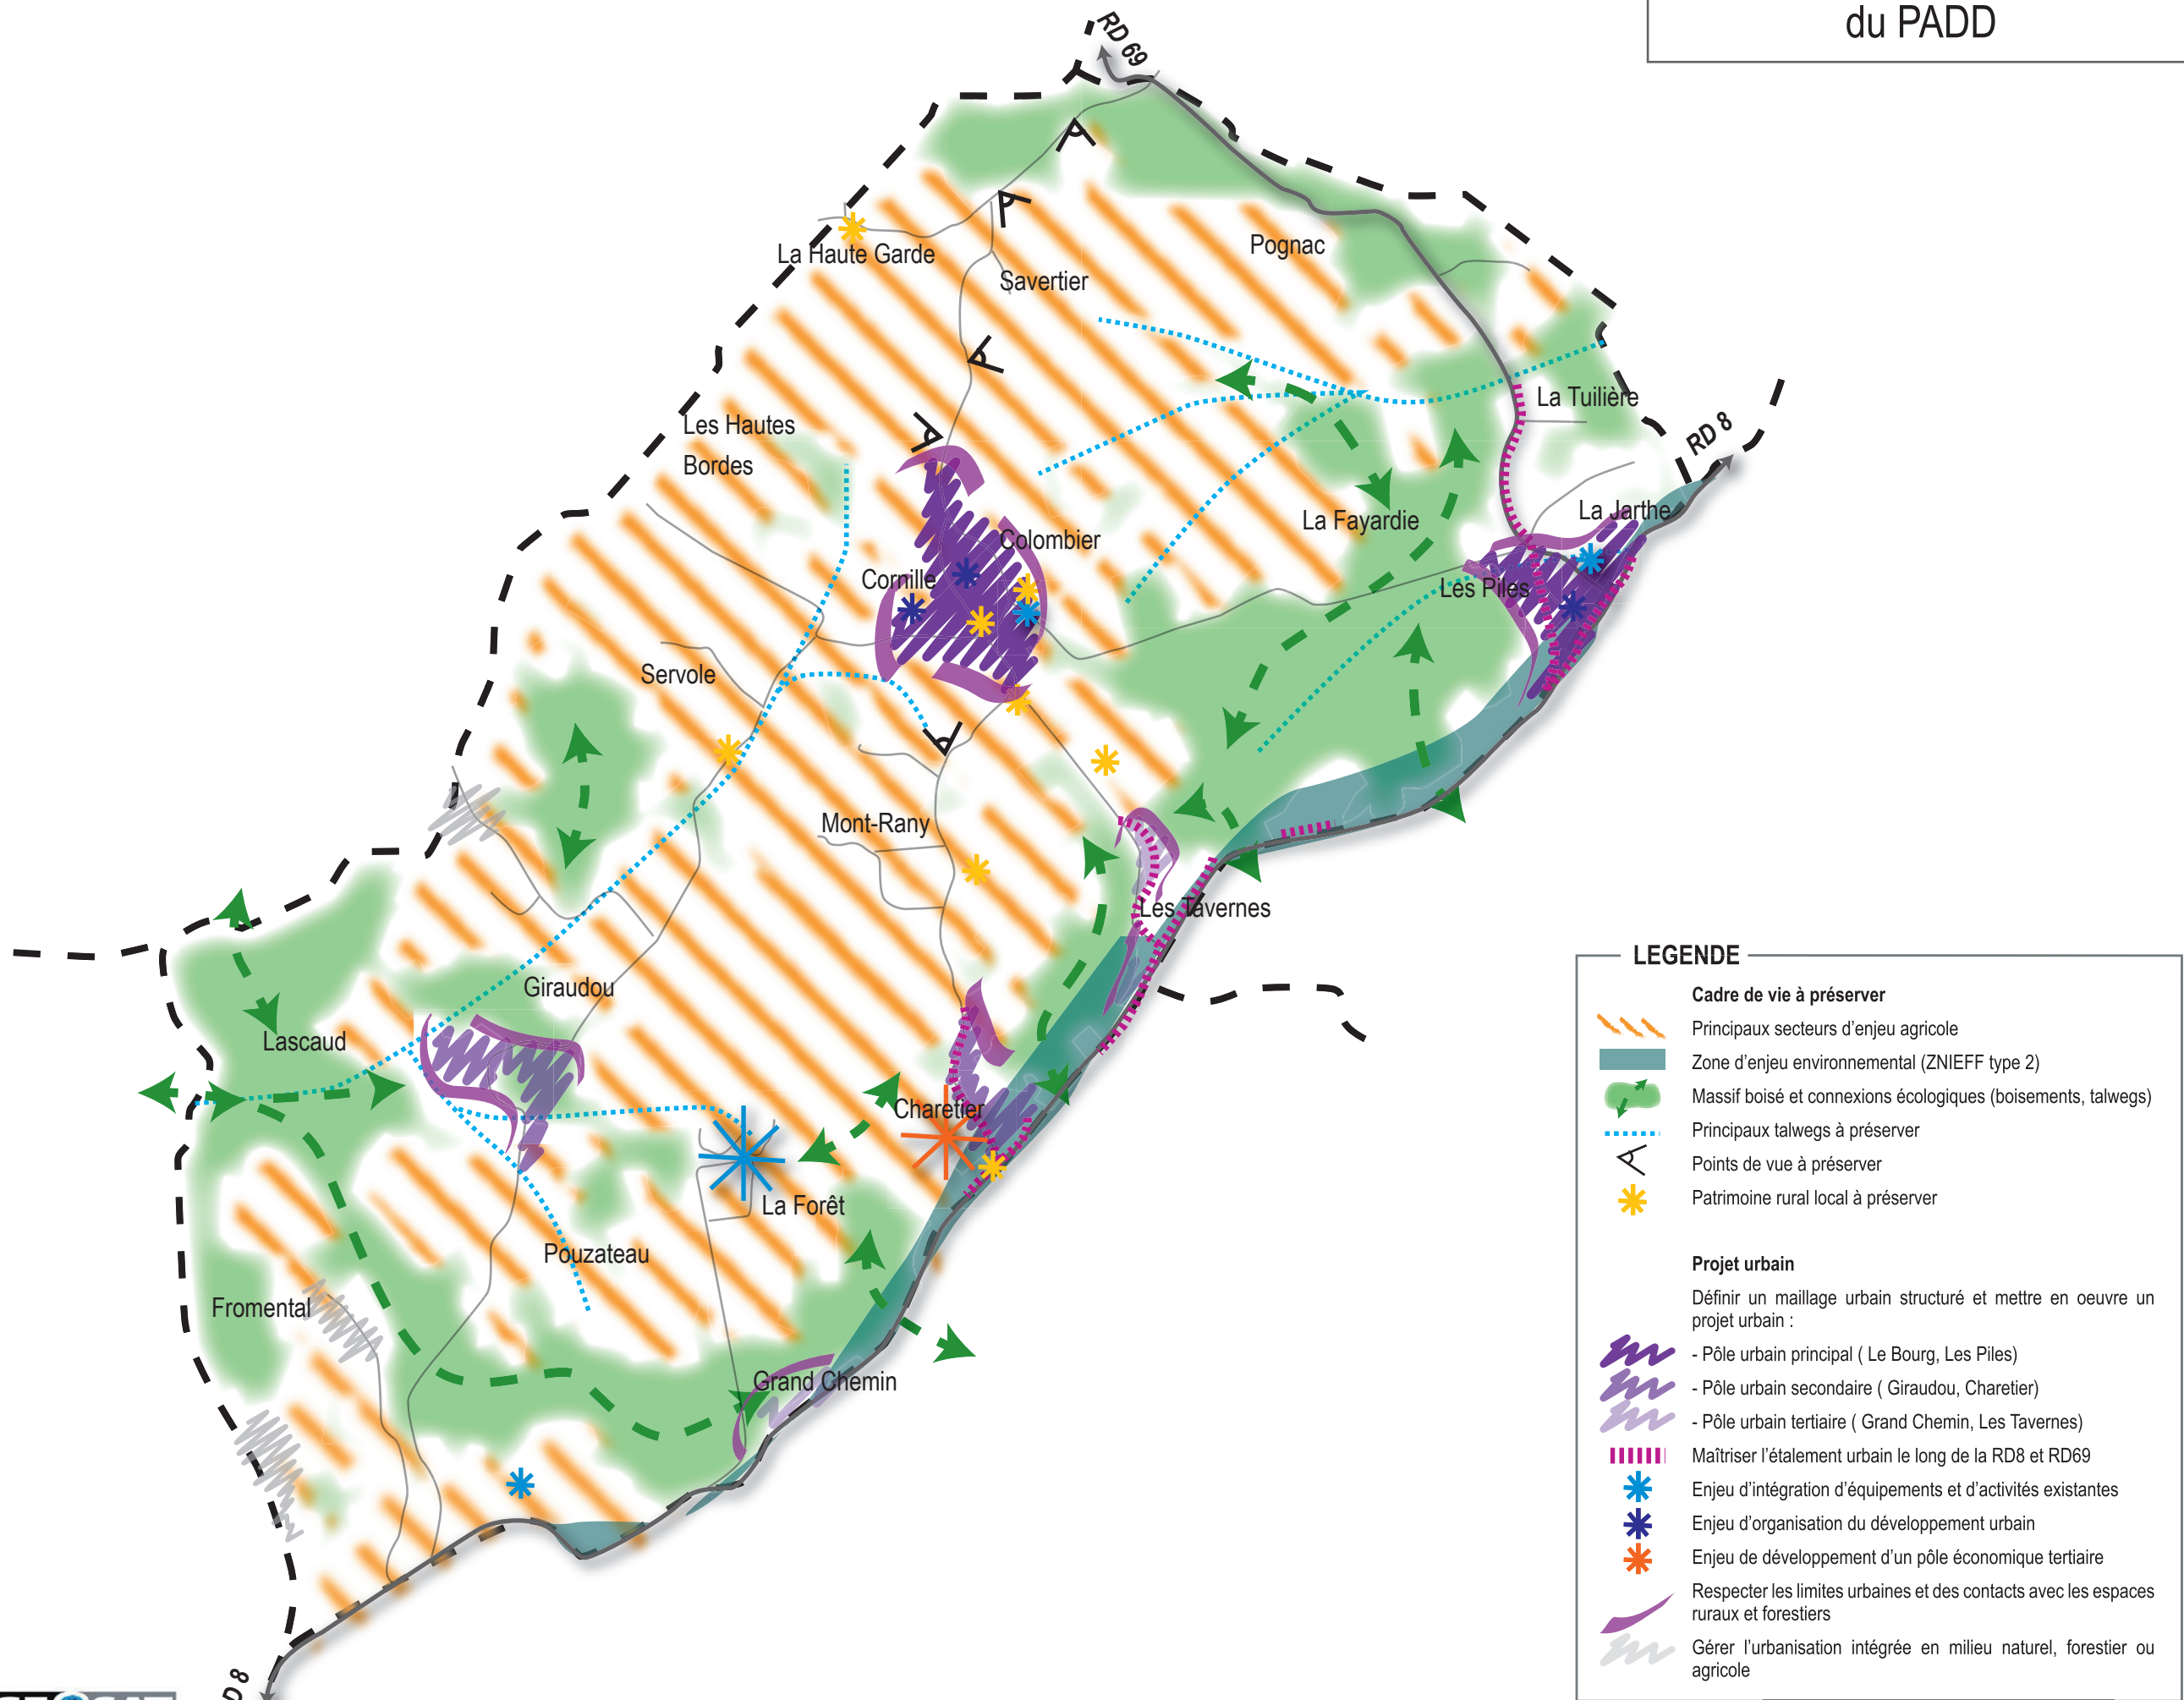 du PADD
RD 69
La Haute Garde
Pognac
Savertier
La Tuilière
Les Hautes
Bordes
RD 8
La Jarthe
La Fayardie
Colombier
Cornille
Les Piles
Servole
Mont-Rany
Les Tavernes
Giraudou
Lascaud
Charetier
La Forêt
Pouzateau
Fromental
Grand Chemin
D 8
LEGENDE
Cadre de vie à préserver
Principaux secteurs d'enjeu agricole
Zone d'enjeu environnemental (ZNIEFF type 2)
Massif boisé et connexions écologiques (boisements, talwegs)
Principaux talwegs à préserver
Points de vue à préserver
Patrimoine rural local à préserver
Projet urbain
Définir un maillage urbain structuré et mettre en oeuvre un
projet urbain :
- Pôle urbain principal ( Le Bourg, Les Piles)
- Pôle urbain secondaire ( Giraudou, Charetier)
- Pôle urbain tertiaire ( Grand Chemin, Les Tavernes)
Maîtriser l'étalement urbain le long de la RD8 et RD69
Enjeu d'intégration d'équipements et d'activités existantes
Enjeu d'organisation du développement urbain
Enjeu de développement d'un pôle économique tertiaire
Respecter les limites urbaines et des contacts avec les espaces
ruraux et forestiers
Gérer l'urbanisation intégrée en milieu naturel, forestier ou
agricole